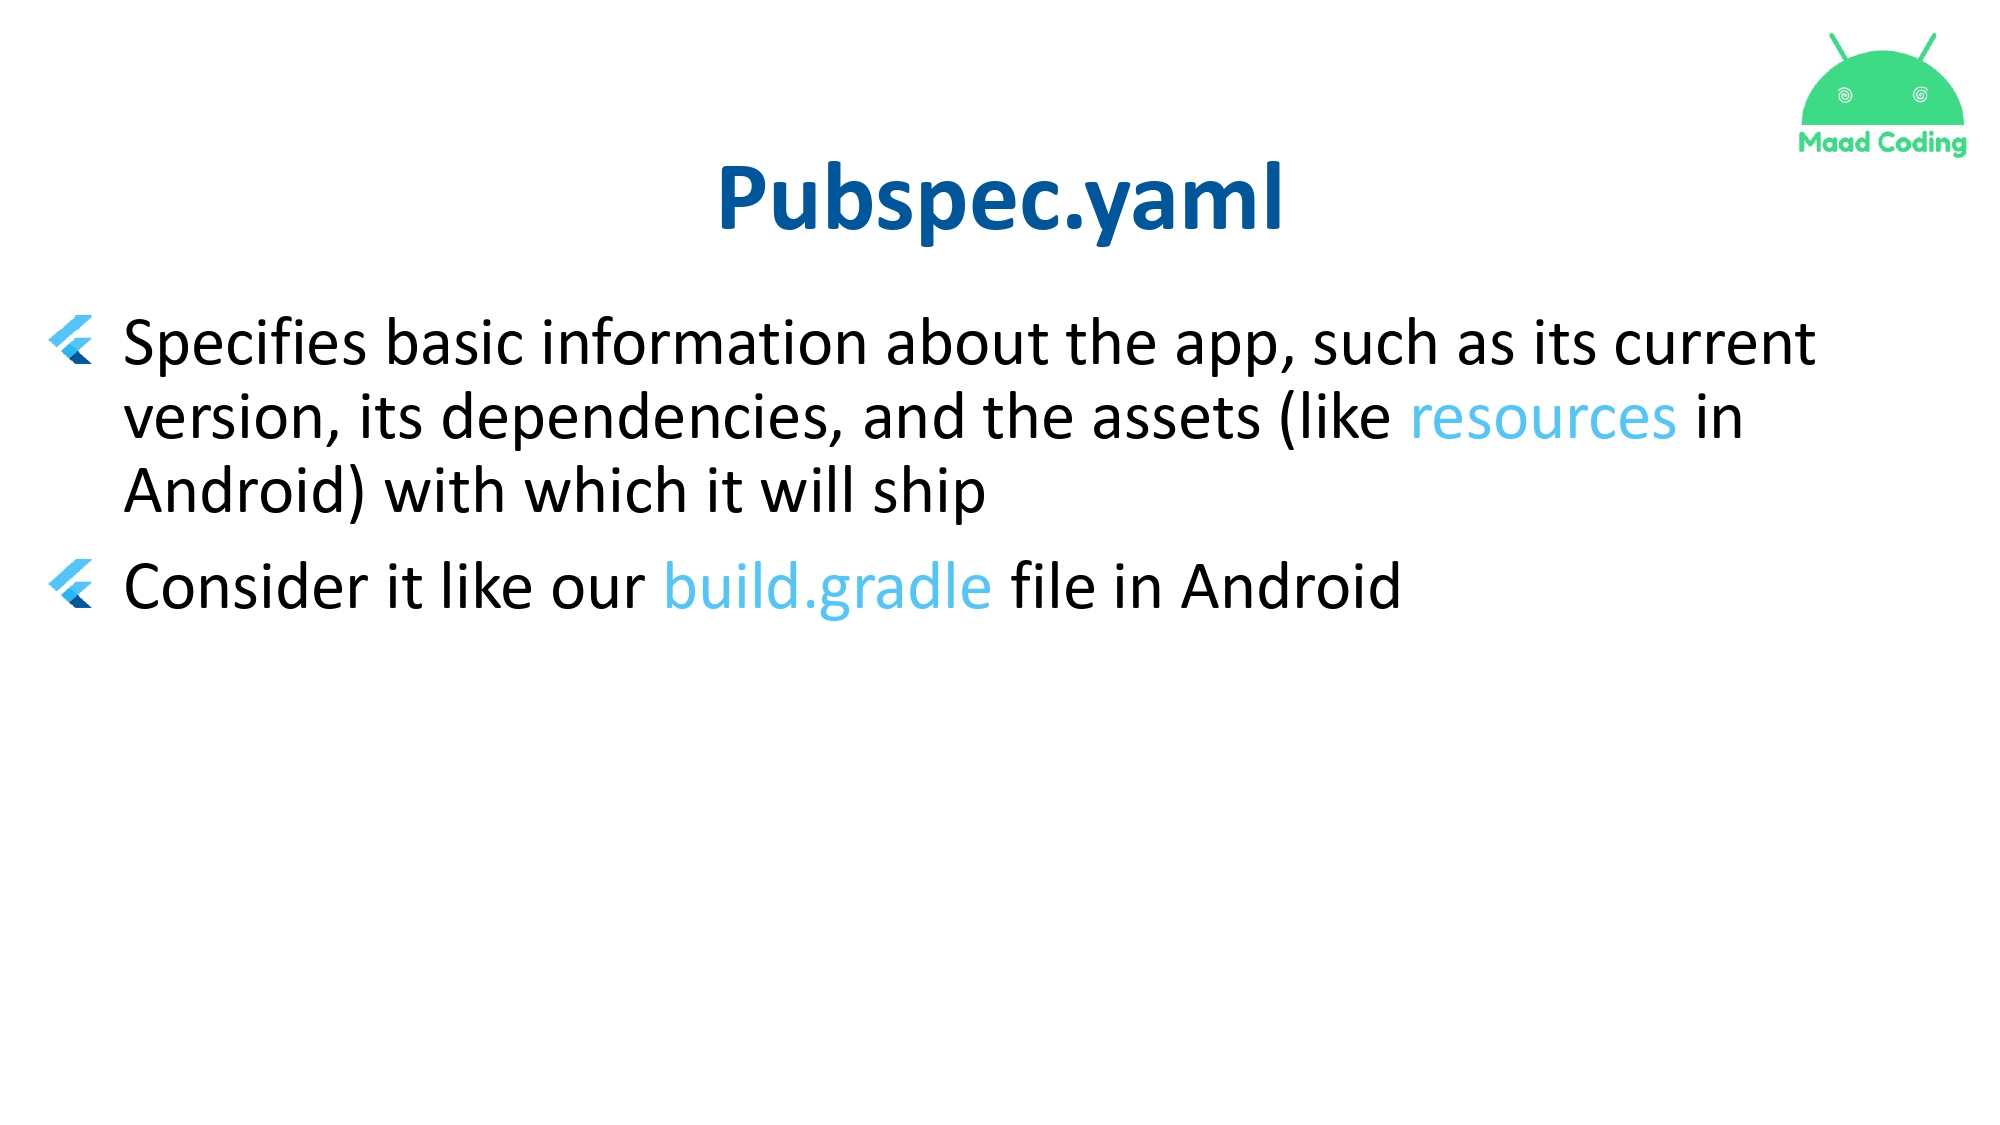 Maad Coding
Pubspec.yaml
Specifies basic information about the app, such as its current
version, its dependencies, and the assets (like resources in
Android) with which it will ship
Consider it like our build.gradle file in Android